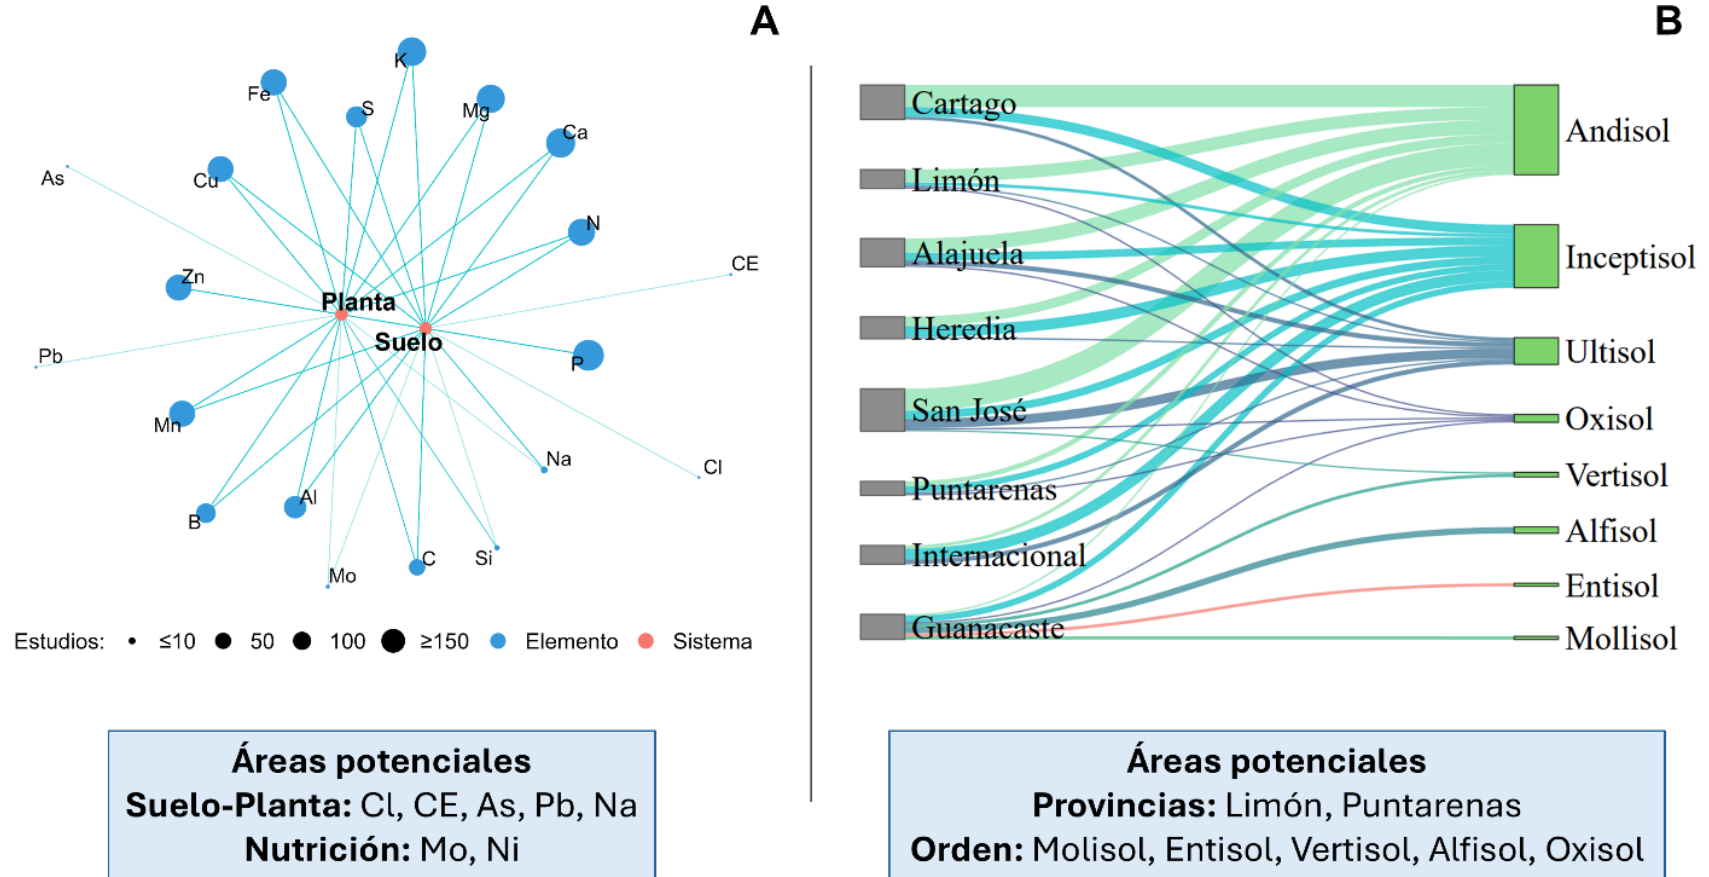 A
K
Fe
S
Mg
Ca
As
Cu
N
CE
Zn
Planta
Suelo
Pb
P
Mn
Na
Cl
Al
B
C
Si
Mo
Estudios: ≤10 50 100 ≥150 Elemento Sistema
Áreas potenciales
Suelo-Planta: Cl, CE, As, Pb, Na
Nutrición: Mo, Ni
B
Cartago
Limón
Alajuela
Heredia
San José
Puntarenas
Internacional
Guanacaste
Andisol
Inceptisol
Ultisol
Oxisol
Vertisol
Alfisol
Entisol
Mollisol
Áreas potenciales
Provincias: Limón, Puntarenas
Orden: Molisol, Entisol, Vertisol, Alfisol, Oxisol